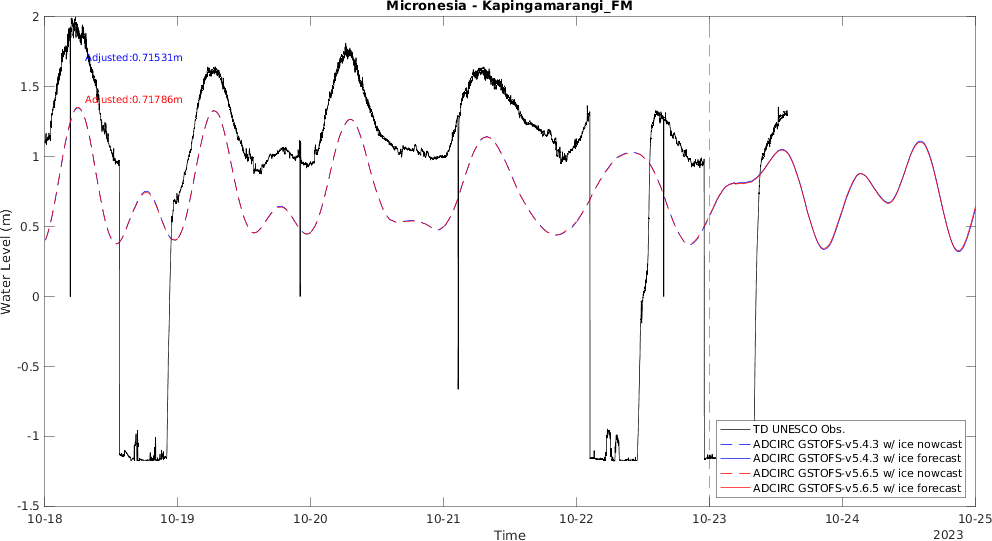 Micronesia - Kapingamarangi_FM
Adjusted:0.71531m
Adjusted:0.71786m
Water Level (m)
2
1.5
1
0.5
0
-0.5
-1
-1.5
10-18
10-19
10-20
10-21
10-22
10-23
10-24
10-25
Time
2023
TD UNESCO Obs.
ADCIRC GSTOFS-v5.4.3 w/ ice nowcast
ADCIRC GSTOFS-v5.4.3 w/ ice forecast
ADCIRC GSTOFS-v5.6.5 w/ ice nowcast
ADCIRC GSTOFS-v5.6.5 w/ ice forecast